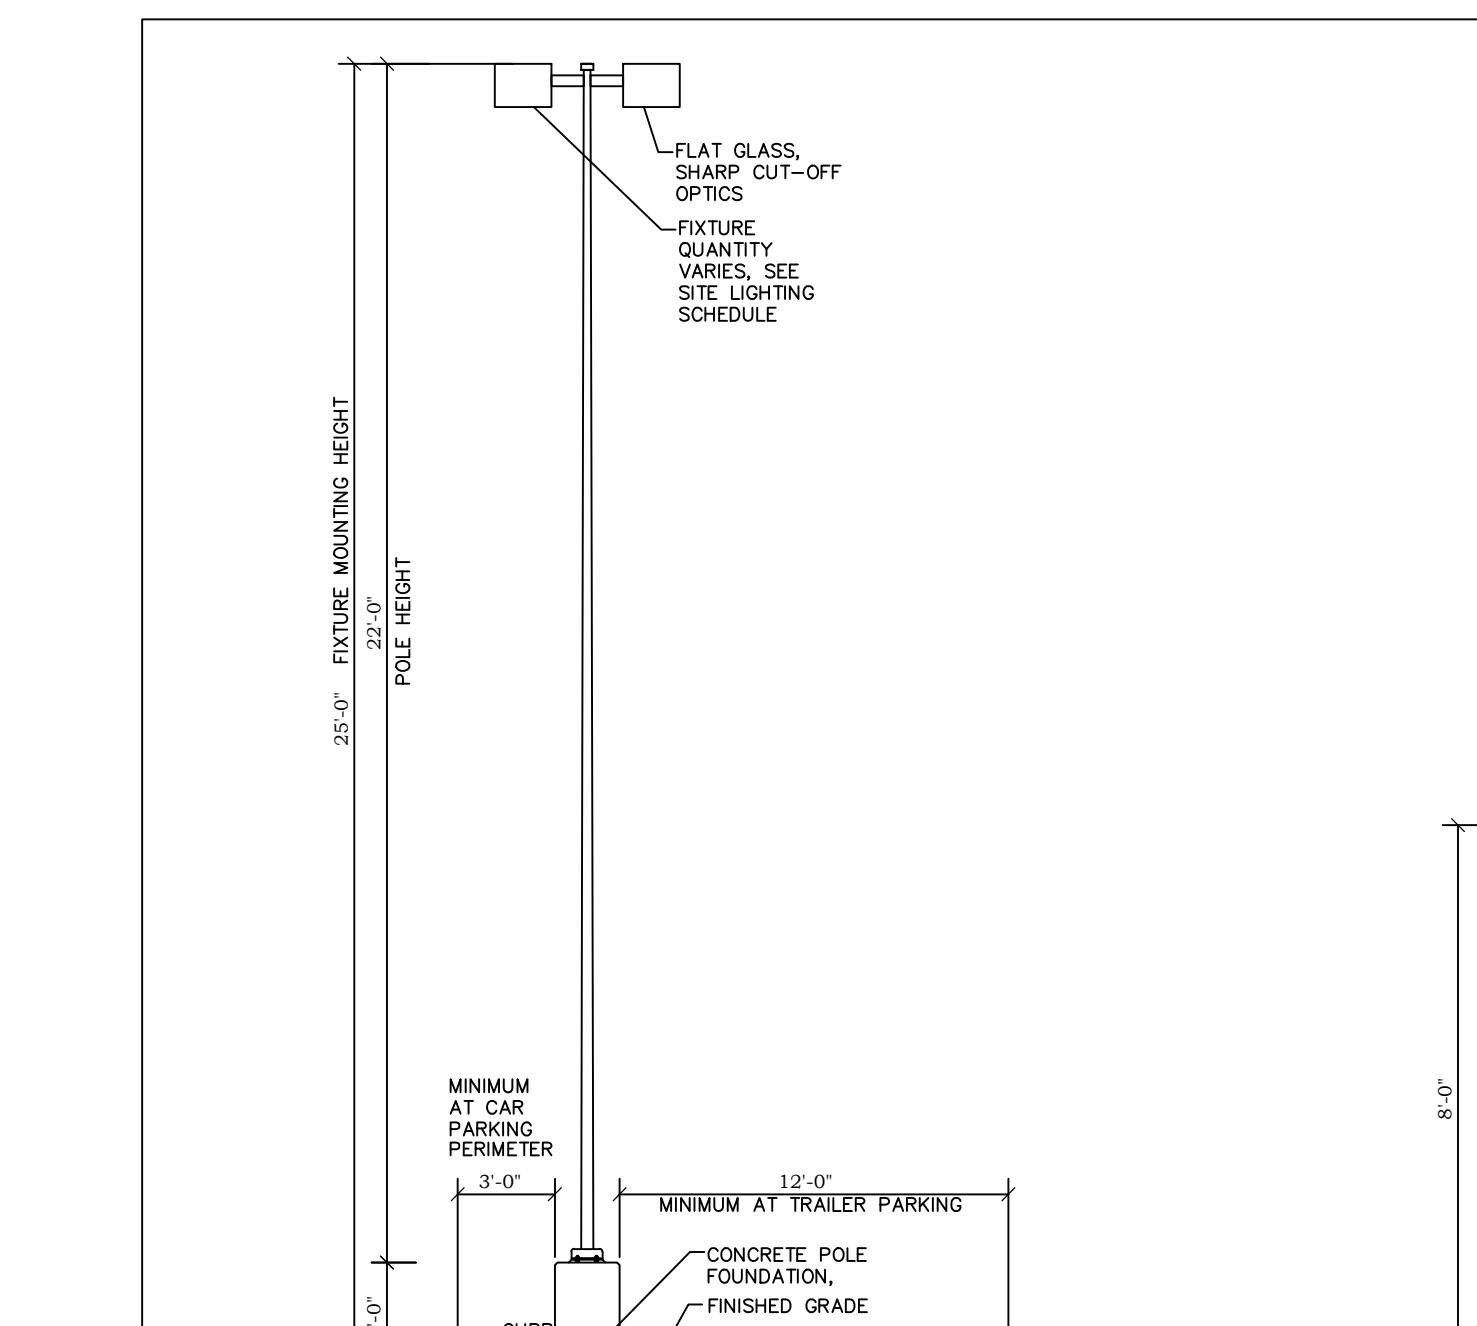 FLAT GLASS,
SHARP CUT-OFF
OPTICS
FIXTURE
QUANTITY
VARIES, SEE
SITE LIGHTING
SCHEDULE
25'-0" FIXTURE MOUNTING HEIGHT
22'-0"
POLE HEIGHT
8'-0"
MINIMUM
AT CAR
PARKING
PERIMETER
3'-0"
12'-0"
MINIMUM AT TRAILER PARKING
CONCRETE POLE
FOUNDATION,
FINISHED GRADE
'-0"